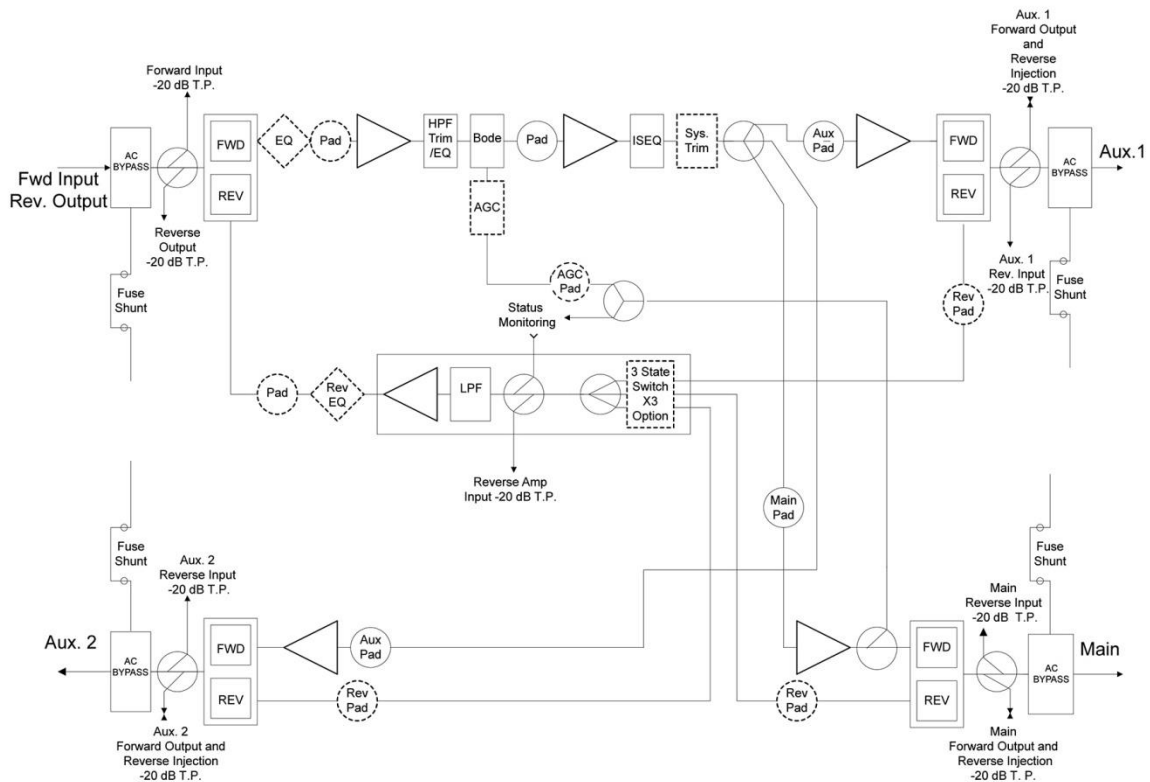 Aux. 1
Forward Output
and
Reverse
Injection
-20 dB T.P.
Forward Input
-20 dB T.P.
AC
BYPASS
FWD
REV
EQ
Pad
HPF
Trim
/EQ
Bode
Pad
ISEQ
Sys.
Trim
Aux
Pad
FWD
REV
AC
BYPASS
Aux.1
Fwd Input
Rev. Output
AGC
Reverse
Output
-20 dB T.P.
Aux. 1
Rev. Input
-20 dB T.P.
Fuse
Shunt
AGC
Pad
Rev
Pad
Fuse
Shunt
Status
Monitoring
Pad
Rev
EQ
LPF
3 State
Switch
X3
Option
Reverse Amp
Input -20 dB T.P.
Main
Pad
Fuse
Shunt
Fuse
Shunt
Aux. 2
Reverse Input
-20 dB T.P.
Main
Reverse Input
-20 dB T.P.
Aux. 2
AC
BYPASS
FWD
REV
Aux
Pad
Rev
Pad
Rev
Pad
FWD
REV
AC
BYPASS
Main
Aux. 2
Forward Output and
Reverse Injection
-20 dB T.P.
Main
Forward Output and
Reverse Injection
-20 dB T. P.